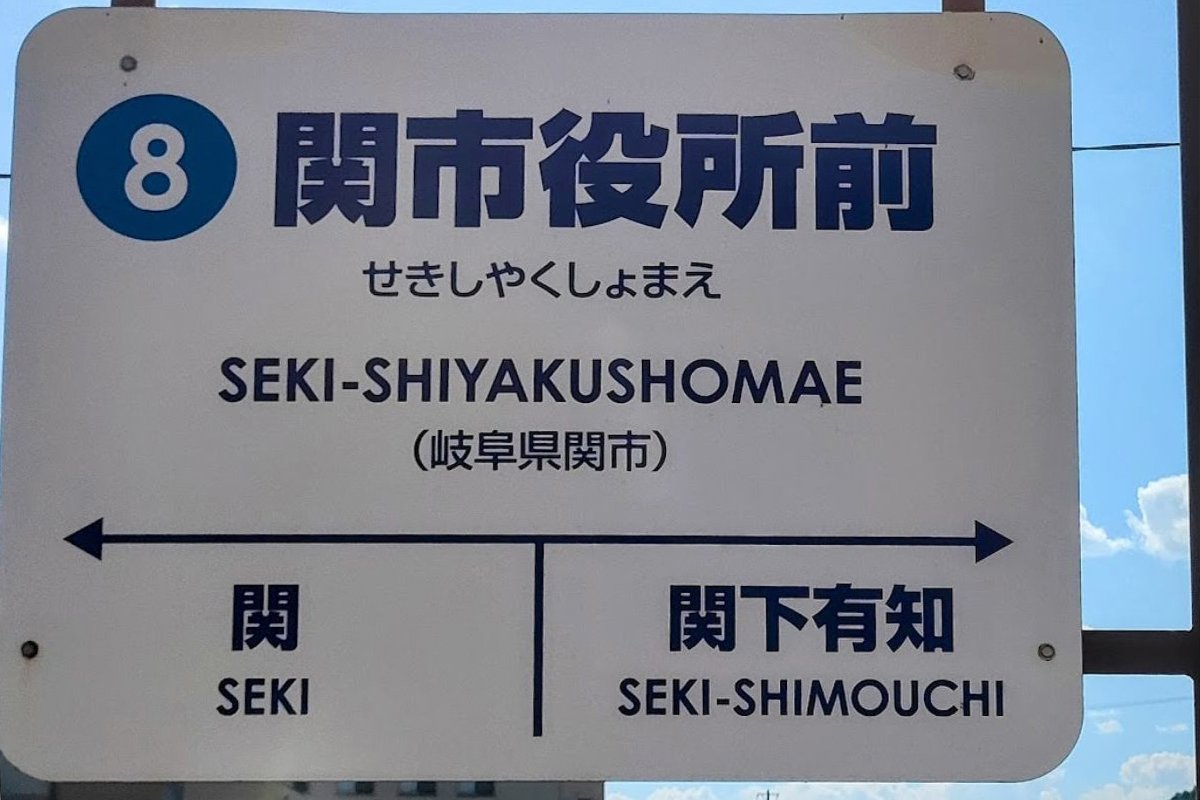 8 関市役所前
せきしやくしょまえ
SEKI-SHIYAKUSHOMAE
(岐阜県関市)
関 関下有知
SEKI SEKI-SHIMOUCHI